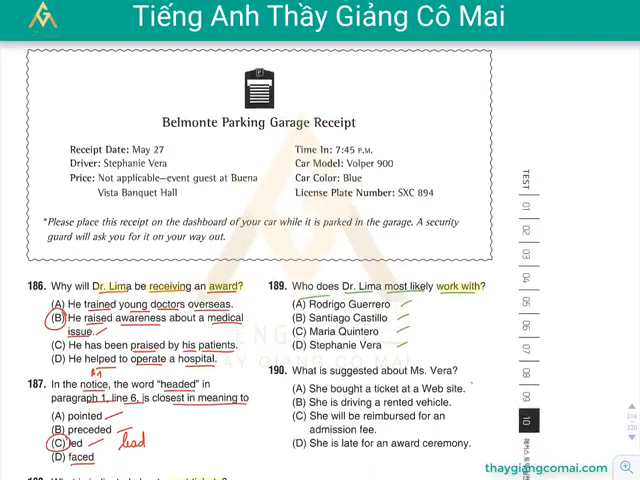 Tiếng Anh Thầy Giảng Cô Mai
Belmonte Parking Garage Receipt
Receipt Date: May 27
Driver: Stephanie Vera
Price: Not applicable—event guest at Buena
Vista Banquet Hall
Time In: 7:45 P.M.
Car Model: Volper 900
Car Color: Blue
License Plate Number: SXC 894
*Please place this receipt on the dashboard of your car while it is parked in the garage. A security
guard will ask you for it on your way out.
186. Why will Dr. Lima be receiving an award?
(A) He trained young doctors overseas.
(B) He raised awareness about a medical
issue.
(C) He has been praised by his patients.
(D) He helped to operate a hospital.
187. In the notice, the word "headed" in
paragraph 1, line 6, is closest in meaning to
(A) pointed
(B) preceded
(C) led
lead
(D) faced
189. Who does Dr. Lima most likely work with?
(A) Rodrigo Guerrero
(B) Santiago Castillo
(C) Maria Quintero
(D) Stephanie Vera
190. What is suggested about Ms. Vera?
(A) She bought a ticket at a Web site.
(B) She is driving a rented vehicle.
(C) She will be reimbursed for an
admission fee.
(D) She is late for an award ceremony.
TEST
01
02
03
04
05
06
07
08
09
10
216
220
thaygiangcomai.com